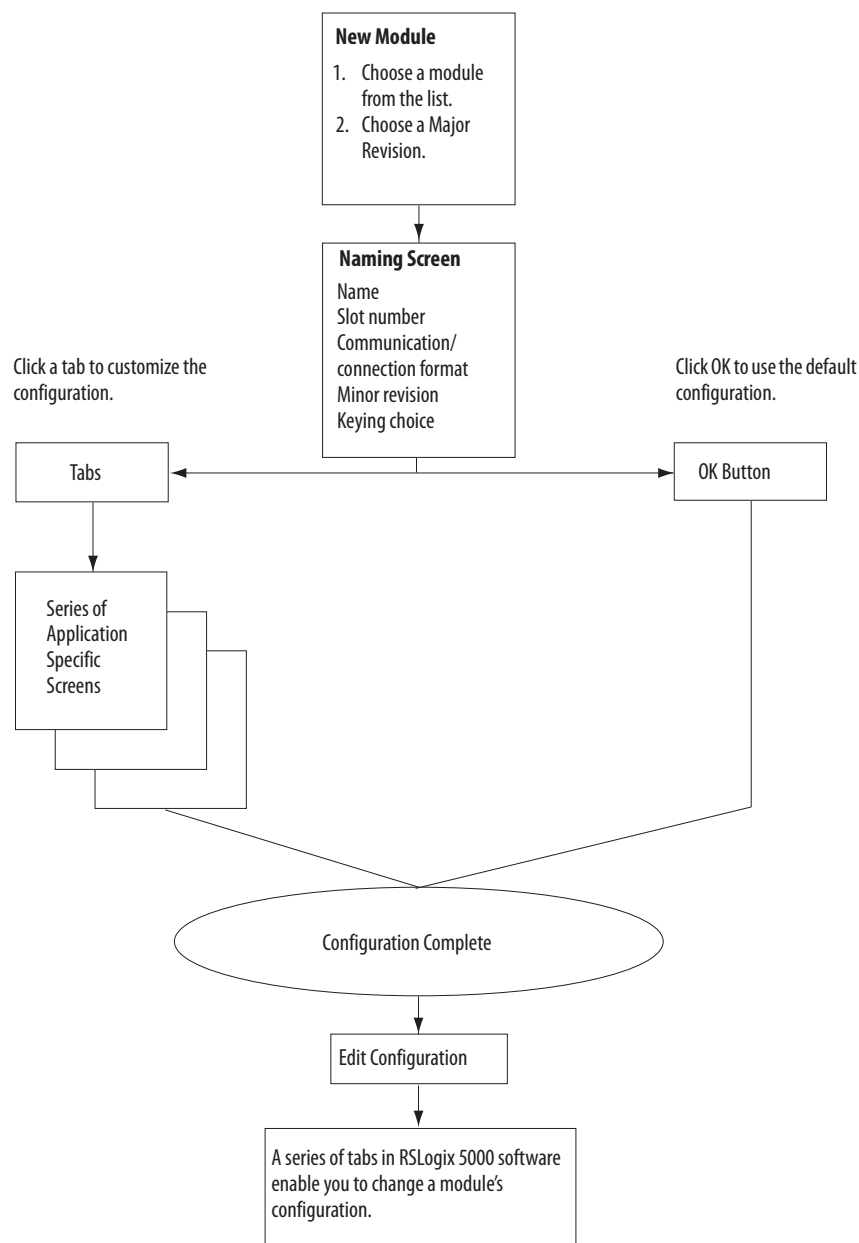 New Module
1. Choose a module
from the list.
2. Choose a Major
Revision.
Naming Screen
Name
Slot number
Communication/
connection format
Minor revision
Keying choice
Click a tab to customize the
configuration.
Click OK to use the default
configuration.
Tabs
OK Button
Series of
Application
Specific
Screens
Configuration Complete
Edit Configuration
A series of tabs in RSLogix 5000 software
enable you to change a module’s
configuration.